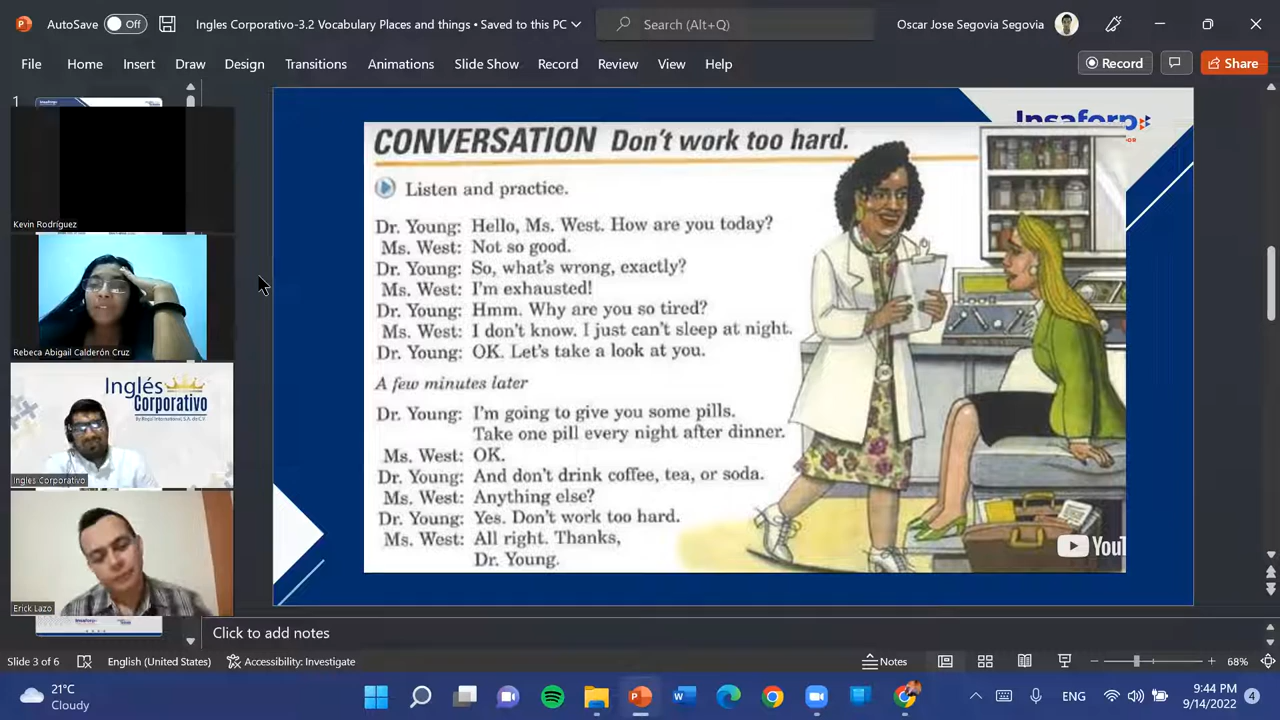 AutoSave Off Ingles Corporativo-3.2 Vocabulary Places and things • Saved to this PC Search (Alt+Q) Oscar Jose Segovia Segovia
File Home Insert Draw Design Transitions Animations Slide Show Record Review View Help Record Share
1
Insaforp
CONVERSATION Don't work too hard.
Listen and practice.
Dr. Young: Hello, Ms. West. How are you today?
Ms. West: Not so good.
Dr. Young: So, what's wrong, exactly?
Ms. West: I'm exhausted!
Dr. Young: Hmm. Why are you so tired?
Ms. West: I don't know. I just can't sleep at night.
Dr. Young: OK. Let's take a look at you.
A few minutes later
Dr. Young: I'm going to give you some pills.
Take one pill every night after dinner.
Ms. West: OK.
Dr. Young: And don't drink coffee, tea, or soda.
Ms. West: Anything else?
Dr. Young: Yes. Don't work too hard.
Ms. West: All right. Thanks,
Dr. Young.
You
Kevin Rodríguez
Rebeca Abigail Calderón Cruz
Inglés
Corporativo
By Regal International, S.A. de C.V.
Ingles Corporativo
Erick Lazo
Click to add notes
Slide 3 of 6 English (United States) Accessibility: Investigate Notes 68%
21°C
Cloudy
ENG
9:44 PM
9/14/2022
4